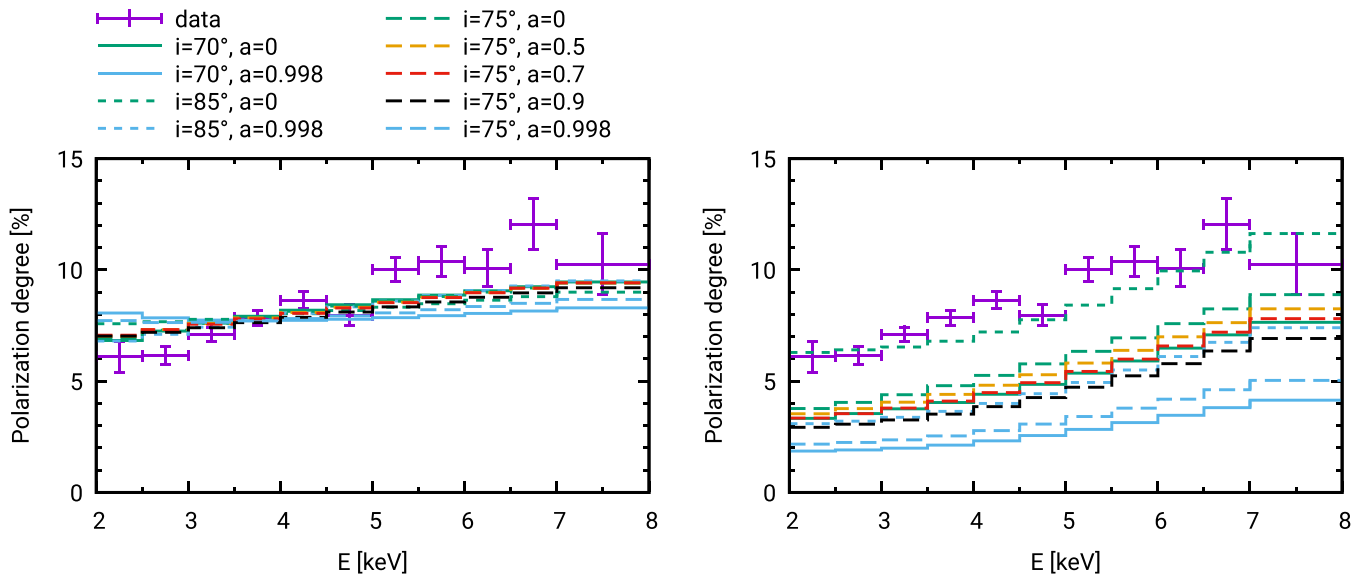 data
i=70°, a=0
i=70°, a=0.998
i=85°, a=0
i=85°, a=0.998
i=75°, a=0
i=75°, a=0.5
i=75°, a=0.7
i=75°, a=0.9
i=75°, a=0.998
Polarization degree [%]
15
10
5
0
2 3 4 5 6 7 8
E [keV]
Polarization degree [%]
15
10
5
0
2 3 4 5 6 7 8
E [keV]